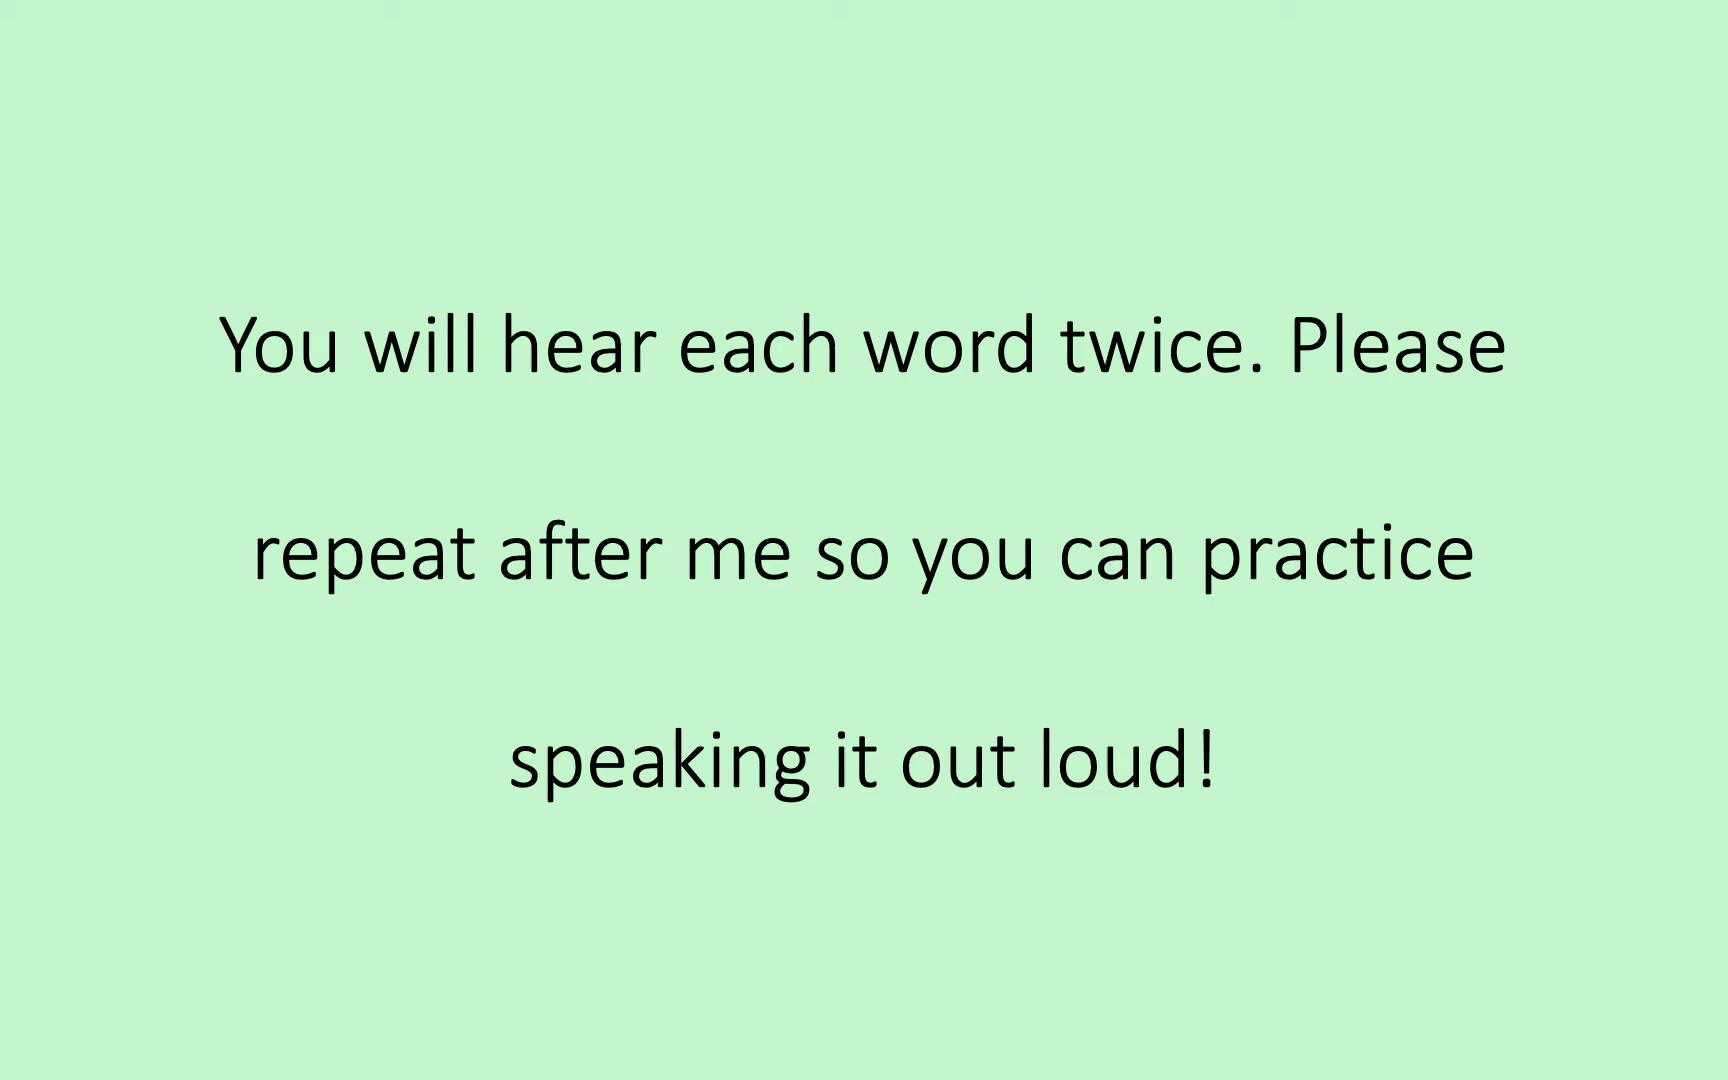 You will hear each word twice. Please
repeat after me so you can practice
speaking it out loud!